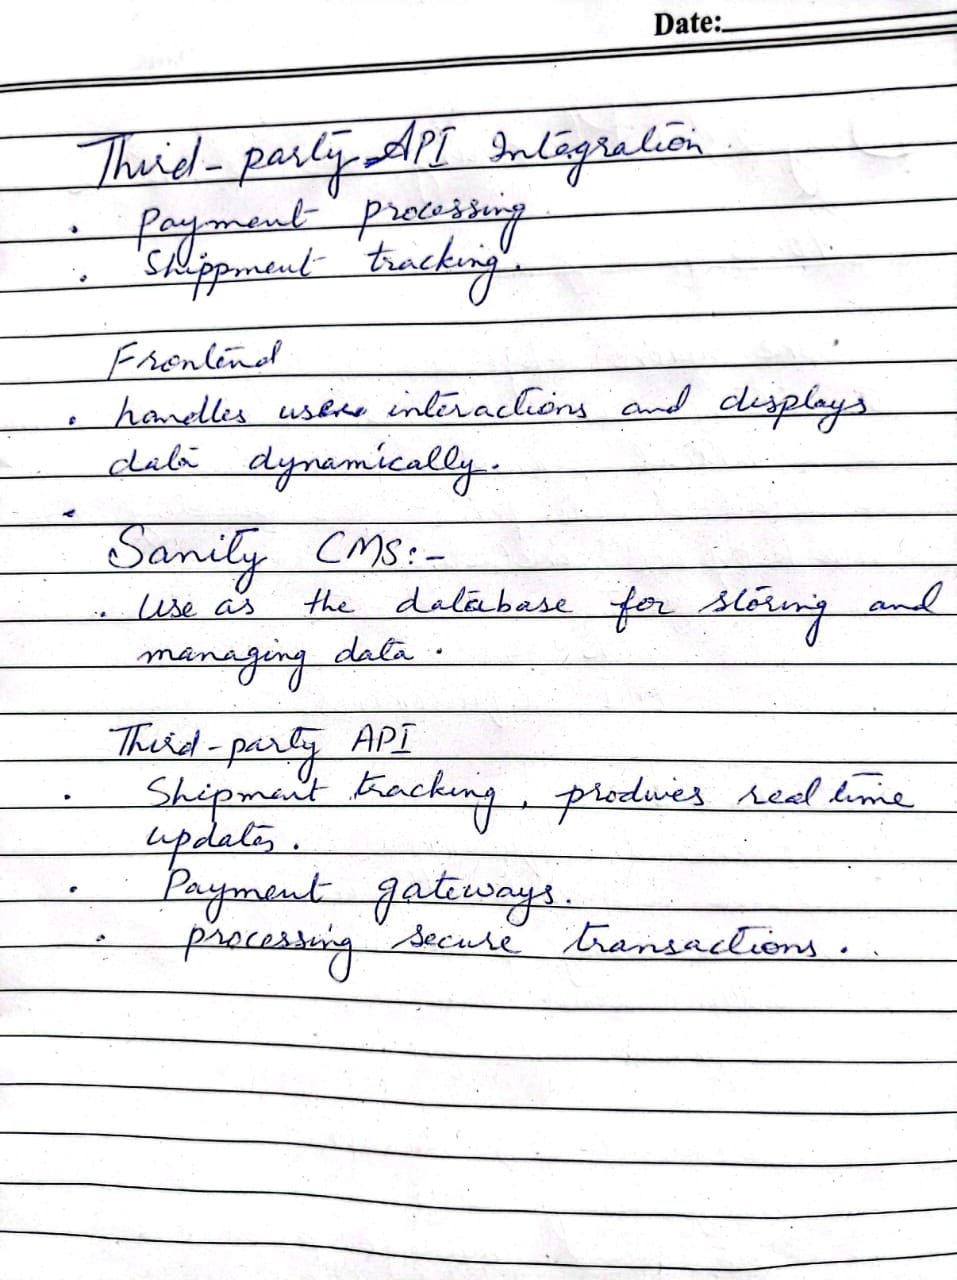 Date:
Third-party API Integration
. Payment processing
. Shippment tracking.
Frontend
. handles users interactions and displays
data dynamically.
Sanity CMS:-
. Use as the database for storing and
managing data.
Third-party API
. Shipment tracking, prodives real time
updates.
. Payment gateways.
. processing secure transactions.